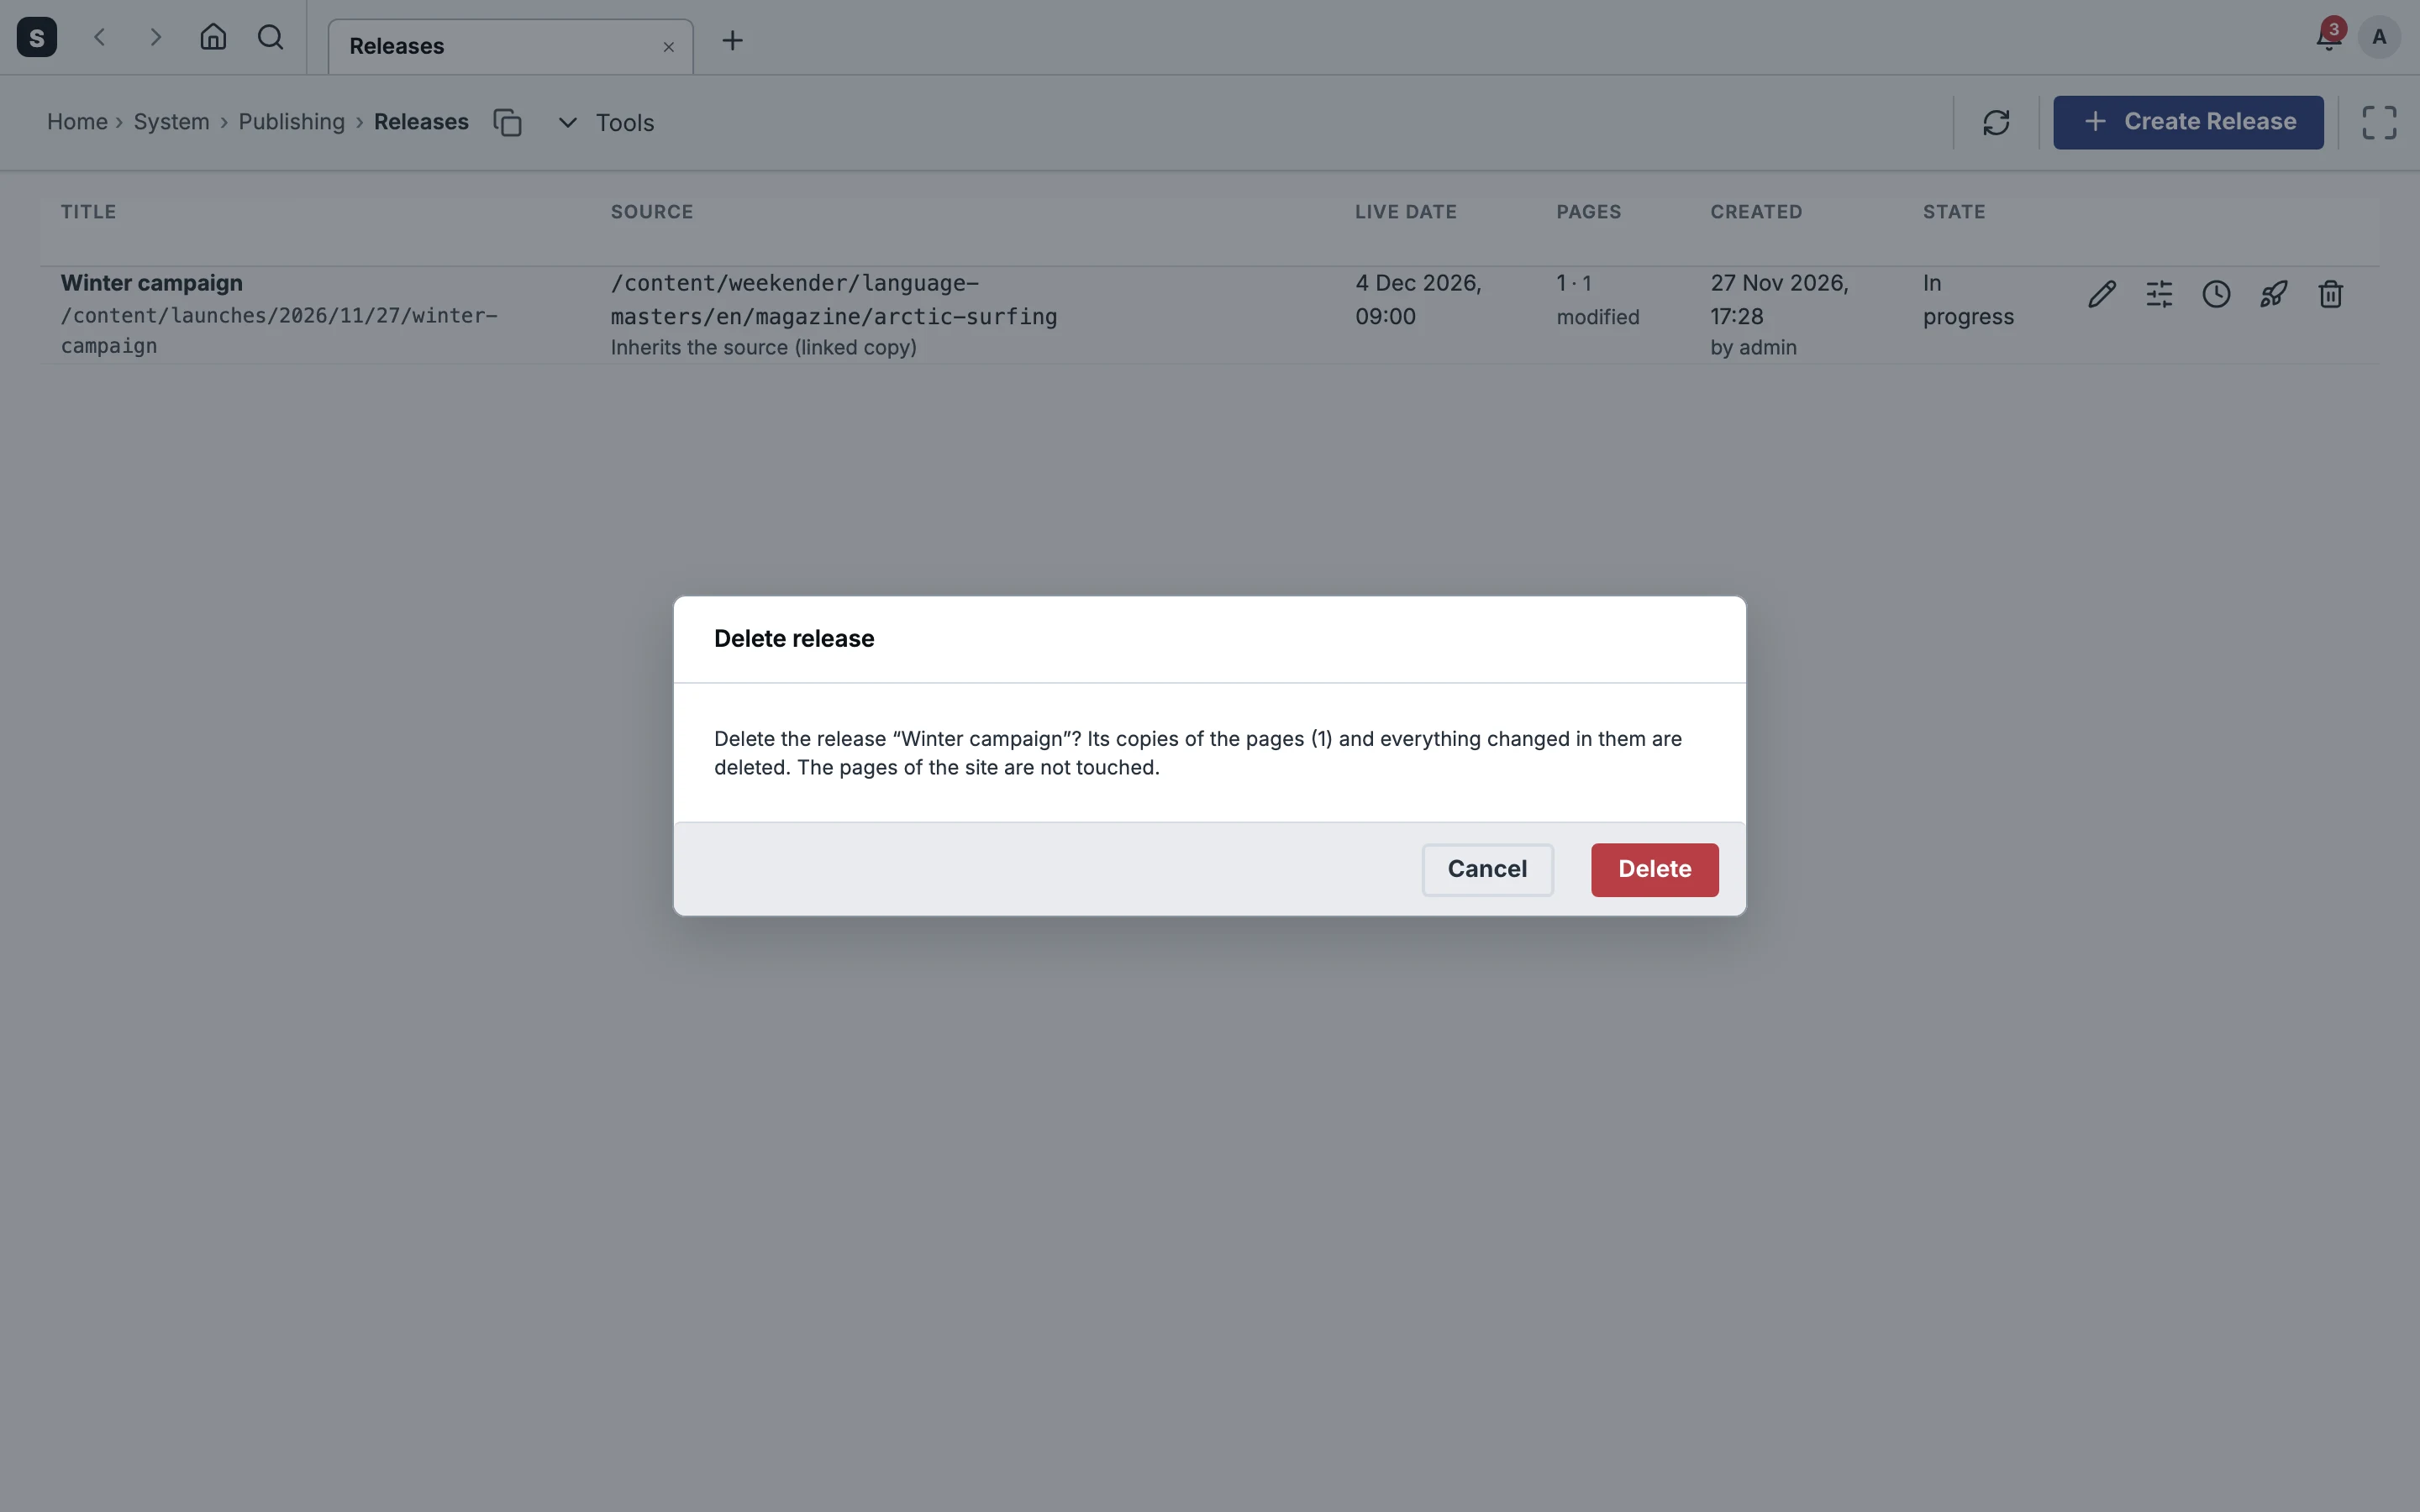 S
Releases
3
A
Home › System › Publishing › Releases
Tools
Create Release
TITLE
SOURCE
LIVE DATE
PAGES
CREATED
STATE
Winter campaign
/content/launches/2026/11/27/winter-
campaign
/content/weekender/language-
masters/en/magazine/arctic-surfing
Inherits the source (linked copy)
4 Dec 2026,
09:00
1 · 1
modified
27 Nov 2026,
17:28
by admin
In
progress
Delete release
Delete the release “Winter campaign”? Its copies of the pages (1) and everything changed in them are
deleted. The pages of the site are not touched.
Cancel
Delete